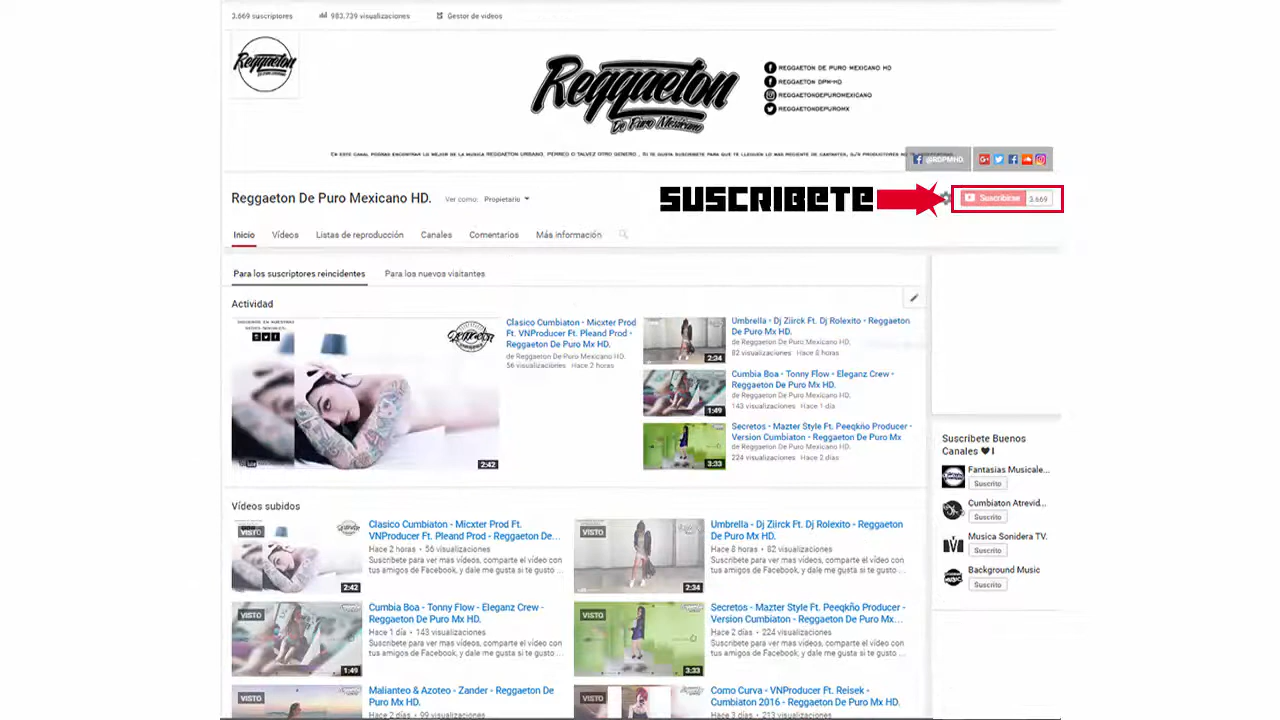 3.669 suscriptores
983.739 visualizaciones
Gestor de vídeos
Reggaeton
Reggaeton
De Puro Mexicano
REGGAETON DE PURO MEXICANO HD
REGGAETON DPM-HD
REGGAETONDEPUROMEXICANO
REGGAETONDEPUROMX
@RDPMHD
Reggaeton De Puro Mexicano HD.
Ver como:
Propietario
SUSCRIBETE
Suscribirse
3.669
Inicio
Vídeos
Listas de reproducción
Canales
Comentarios
Más información
Para los suscriptores reincidentes
Para los nuevos visitantes
Actividad
2:42
Clasico Cumbiaton - Micxter Prod
Ft. VNProducer Ft. Pleand Prod -
Reggaeton De Puro Mx HD.
de Reggaeton De Puro Mexicano HD.
56 visualizaciones Hace 2 horas
2:34
Umbrella - Dj Ziirck Ft. Dj Rolexito - Reggaeton
De Puro Mx HD.
de Reggaeton De Puro Mexicano HD.
82 visualizaciones Hace 8 horas
1:49
Cumbia Boa - Tonny Flow - Eleganz Crew -
Reggaeton De Puro Mx HD.
de Reggaeton De Puro Mexicano HD.
143 visualizaciones Hace 1 día
3:33
Secretos - Mazter Style Ft. Peeqkño Producer -
Version Cumbiaton - Reggaeton De Puro Mx
de Reggaeton De Puro Mexicano HD.
224 visualizaciones Hace 2 días
Suscribete Buenos
Canales ♥!
Fantasias Musicale...
Suscrito
Cumbiaton Atrevid...
Suscrito
Musica Sonidera TV.
Suscrito
Background Music
Suscrito
Vídeos subidos
VISTO
2:42
Clasico Cumbiaton - Micxter Prod Ft.
VNProducer Ft. Pleand Prod - Reggaeton De...
Hace 2 horas • 56 visualizaciones
Suscribete para ver mas vídeos, comparte el vídeo con
tus amigos de Facebook, y dale me gusta si te gusto ...
VISTO
2:34
Umbrella - Dj Ziirck Ft. Dj Rolexito - Reggaeton
De Puro Mx HD.
Hace 8 horas • 82 visualizaciones
Suscribete para ver mas vídeos, comparte el vídeo con
tus amigos de Facebook, y dale me gusta si te gusto ...
VISTO
1:49
Cumbia Boa - Tonny Flow - Eleganz Crew -
Reggaeton De Puro Mx HD.
Hace 1 día • 143 visualizaciones
Suscribete para ver mas vídeos, comparte el vídeo con
tus amigos de Facebook, y dale me gusta si te gusto ...
VISTO
3:33
Secretos - Mazter Style Ft. Peeqkño Producer -
Version Cumbiaton - Reggaeton De Puro Mx...
Hace 2 días • 224 visualizaciones
Suscribete para ver mas vídeos, comparte el vídeo con
tus amigos de Facebook, y dale me gusta si te gusto ...
VISTO
Malianteo & Azoteo - Zander - Reggaeton De
Puro Mx HD.
Hace 2 días • 99 visualizaciones
VISTO
Como Curva - VNProducer Ft. Reisek -
Cumbiaton 2016 - Reggaeton De Puro Mx HD.
Hace 3 días • 213 visualizaciones